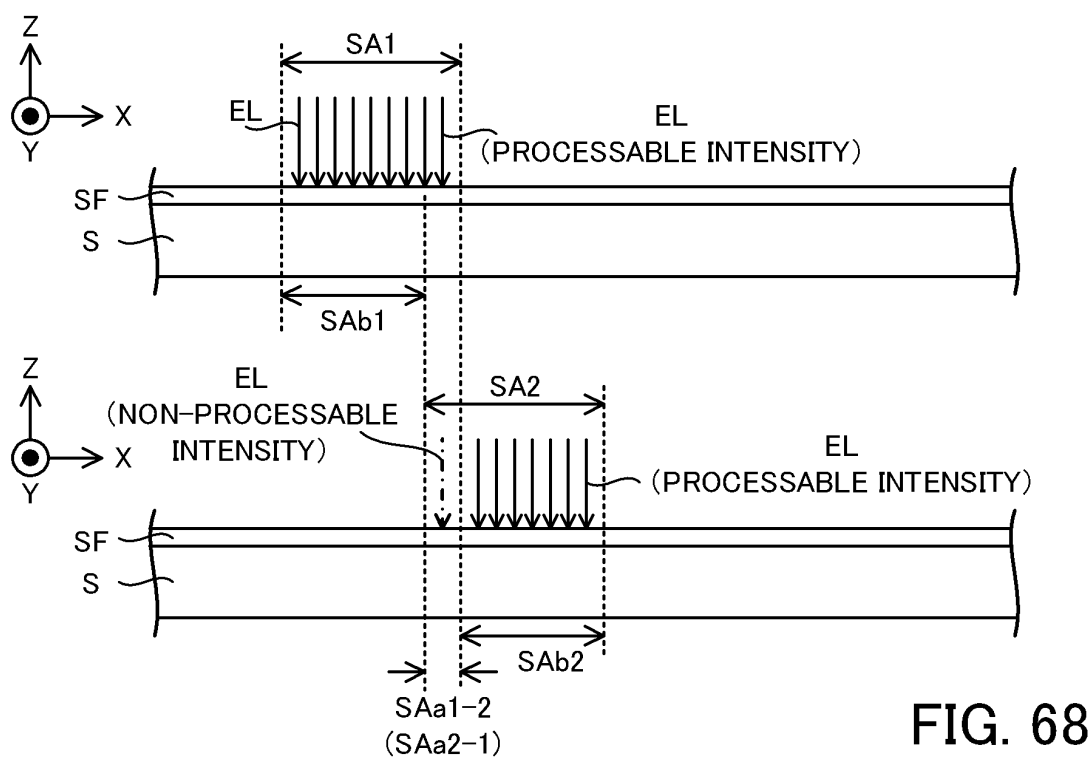 Z
X
Y
SA1
EL
EL
(PROCESSABLE INTENSITY)
SF
S
SAb1
Z
X
Y
EL
(NON-PROCESSABLE
INTENSITY)
SA2
EL
(PROCESSABLE INTENSITY)
SF
S
SAb2
SAa1-2
(SAa2-1)
FIG. 68